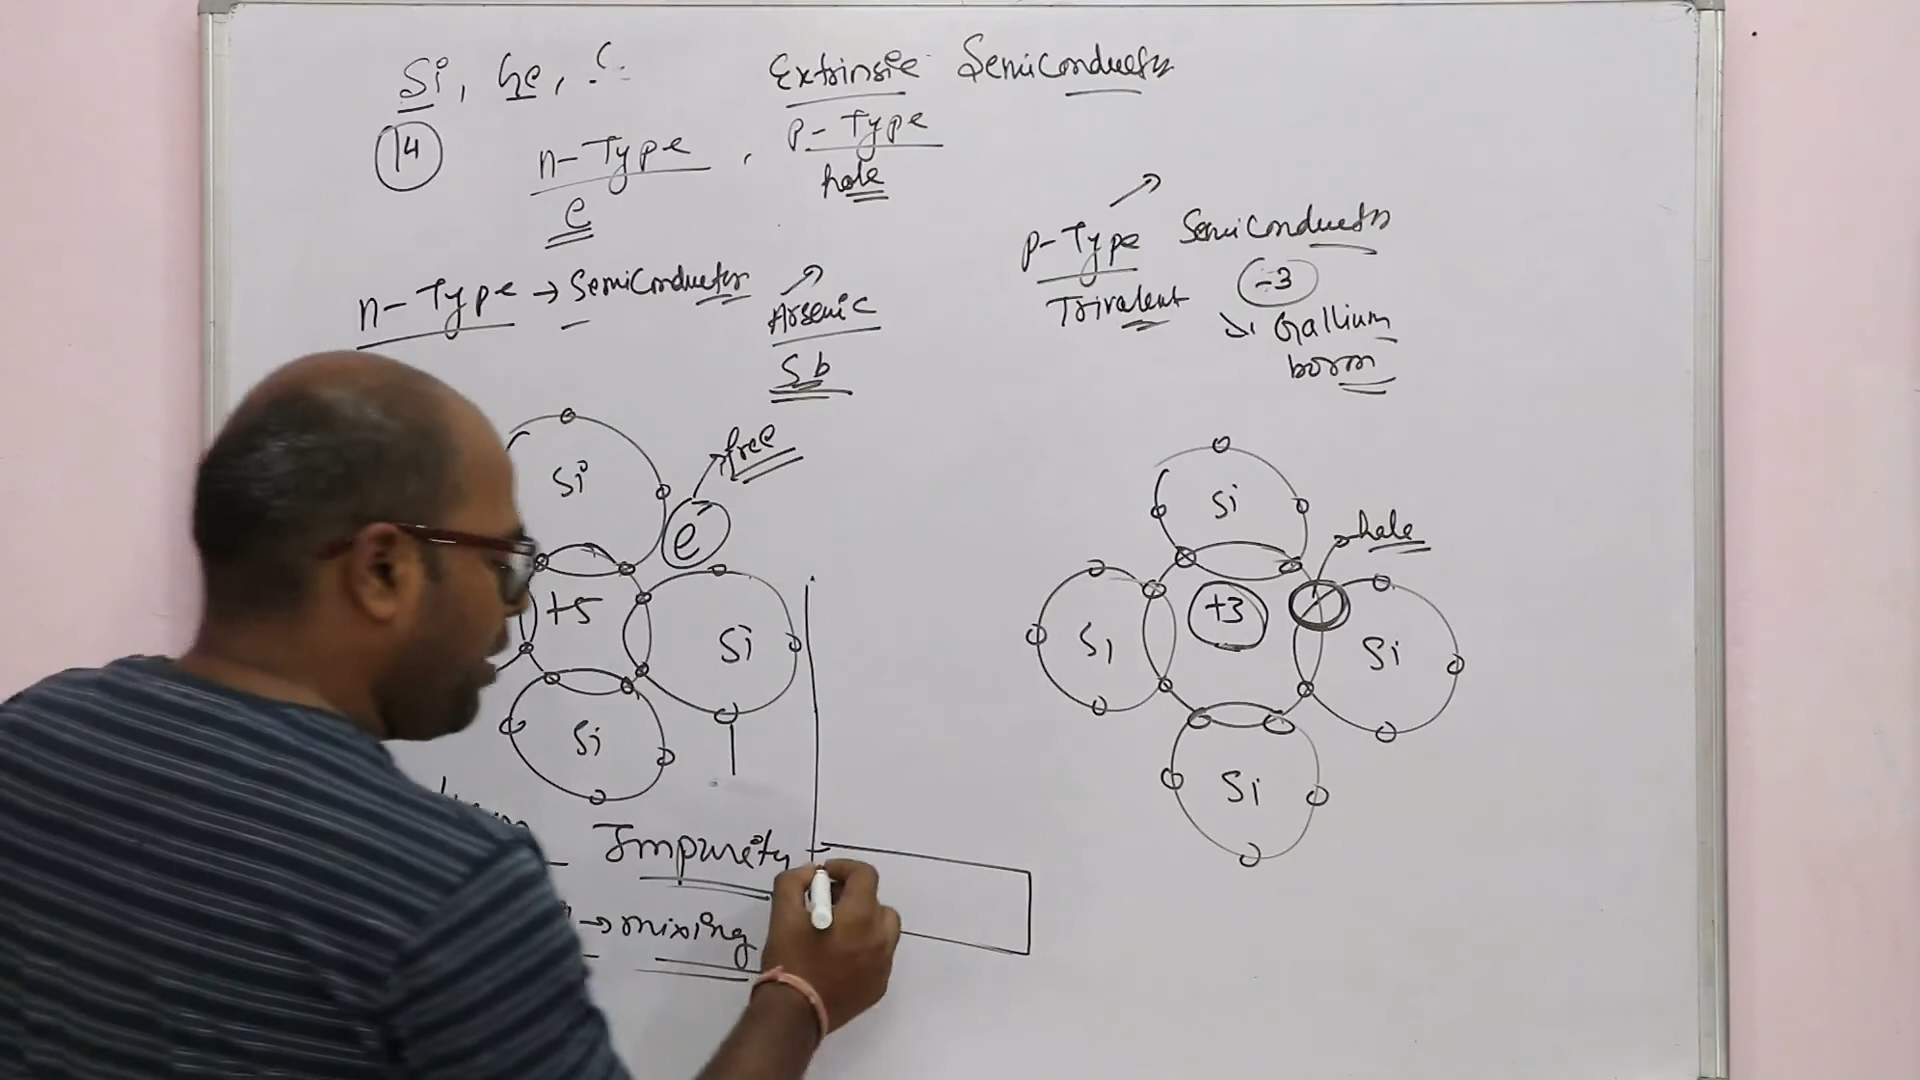 Si, Ge, C
Extrinsic Semiconductor
14
n-Type , p-Type
e hole
n-Type → Semiconductor
Arsenic
Sb
p-Type Semiconductor
Trivalent -3
Gallium
boron
Si
free
e-
+5
Si
Si
Si
hole
Si
+3
Si
Si
Impurity
→ mixing